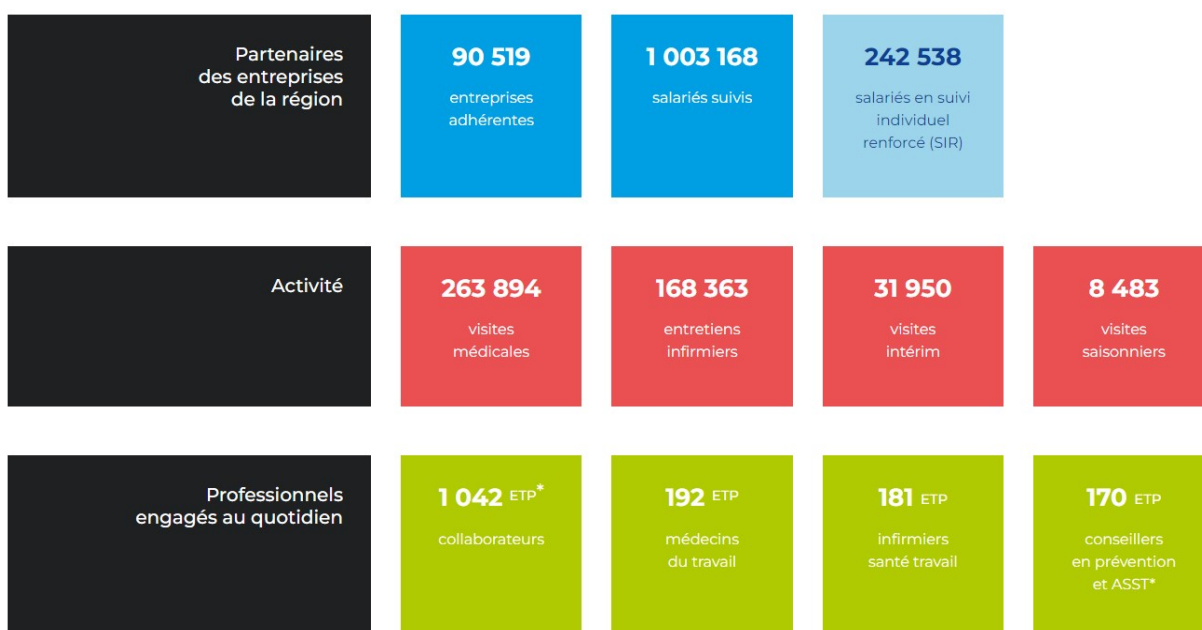 Partenaires
des entreprises
de la région
90 519
entreprises
adhérentes
1 003 168
salariés suivis
242 538
salariés en suivi
individuel
renforcé (SIR)
Activité
263 894
visites
médicales
168 363
entretiens
infirmiers
31 950
visites
intérim
8 483
visites
saisonniers
Professionnels
engagés au quotidien
1 042 ETP*
collaborateurs
192 ETP
médecins
du travail
181 ETP
infirmiers
santé travail
170 ETP
conseillers
en prévention
et ASST*